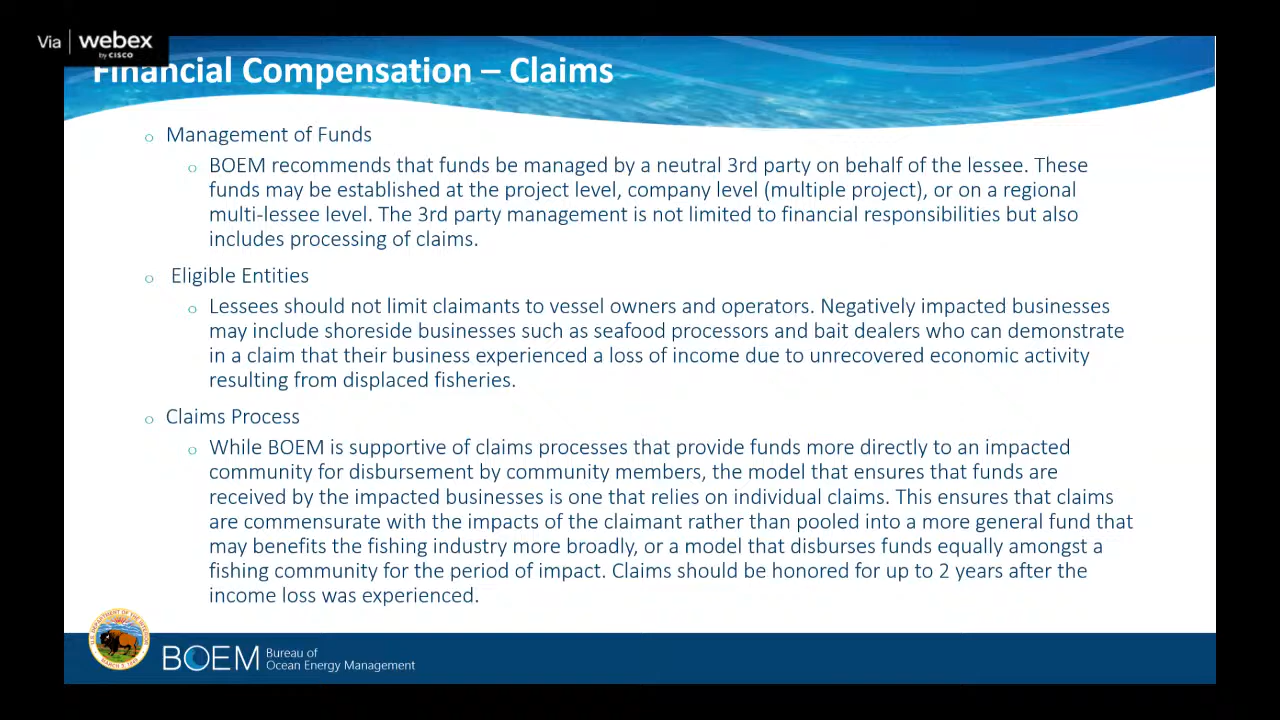 Via webex
by CISCO
Financial Compensation – Claims
o Management of Funds
o BOEM recommends that funds be managed by a neutral 3rd party on behalf of the lessee. These
funds may be established at the project level, company level (multiple project), or on a regional
multi-lessee level. The 3rd party management is not limited to financial responsibilities but also
includes processing of claims.
o Eligible Entities
o Lessees should not limit claimants to vessel owners and operators. Negatively impacted businesses
may include shoreside businesses such as seafood processors and bait dealers who can demonstrate
in a claim that their business experienced a loss of income due to unrecovered economic activity
resulting from displaced fisheries.
o Claims Process
o While BOEM is supportive of claims processes that provide funds more directly to an impacted
community for disbursement by community members, the model that ensures that funds are
received by the impacted businesses is one that relies on individual claims. This ensures that claims
are commensurate with the impacts of the claimant rather than pooled into a more general fund that
may benefits the fishing industry more broadly, or a model that disburses funds equally amongst a
fishing community for the period of impact. Claims should be honored for up to 2 years after the
income loss was experienced.
U.S. DEPARTMENT OF THE INTERIOR
MARCH 3, 1849
BOEM
Bureau of
Ocean Energy Management